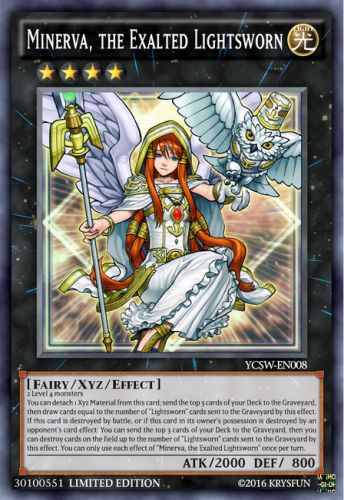 MINERVA, THE EXALTED LIGHTSWORN
LIGHT
光
YCSW-EN008
[FAIRY/XYZ/EFFECT]
2 Level 4 monsters
You can detach 1 Xyz Material from this card; send the top 3 cards of your Deck to the Graveyard,
then draw cards equal to the number of "Lightsworn" cards sent to the Graveyard by this effect.
If this card is destroyed by battle, or if this card in its owner's possession is destroyed by an
opponent's card effect: You can send the top 3 cards of your Deck to the Graveyard, then you
can destroy cards on the field up to the number of "Lightsworn" cards sent to the Graveyard by
this effect. You can only use each effect of "Minerva, the Exalted Lightsworn" once per turn.
ATK/2000 DEF/ 800
30100551 LIMITED EDITION
©2016 KRYSFUN